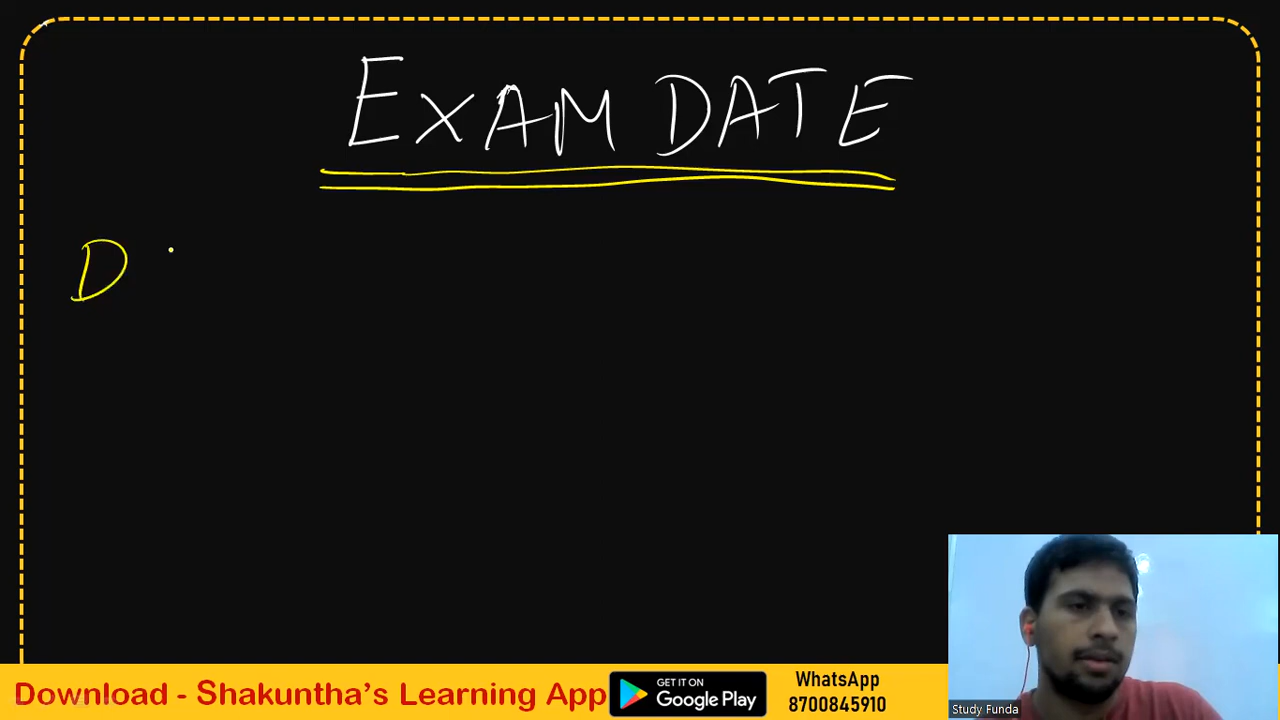 EXAM DATE
D
Download - Shakuntha's Learning App
GET IT ON
Google Play
WhatsApp
8700845910
Study Funda